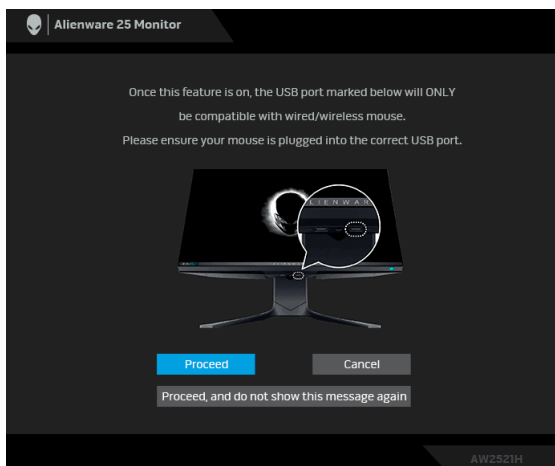 Alienware 25 Monitor
Once this feature is on, the USB port marked below will ONLY
be compatible with wired/wireless mouse.
Please ensure your mouse is plugged into the correct USB port.
LIENWAR
Proceed
Cancel
Proceed, and do not show this message again
AW2521H